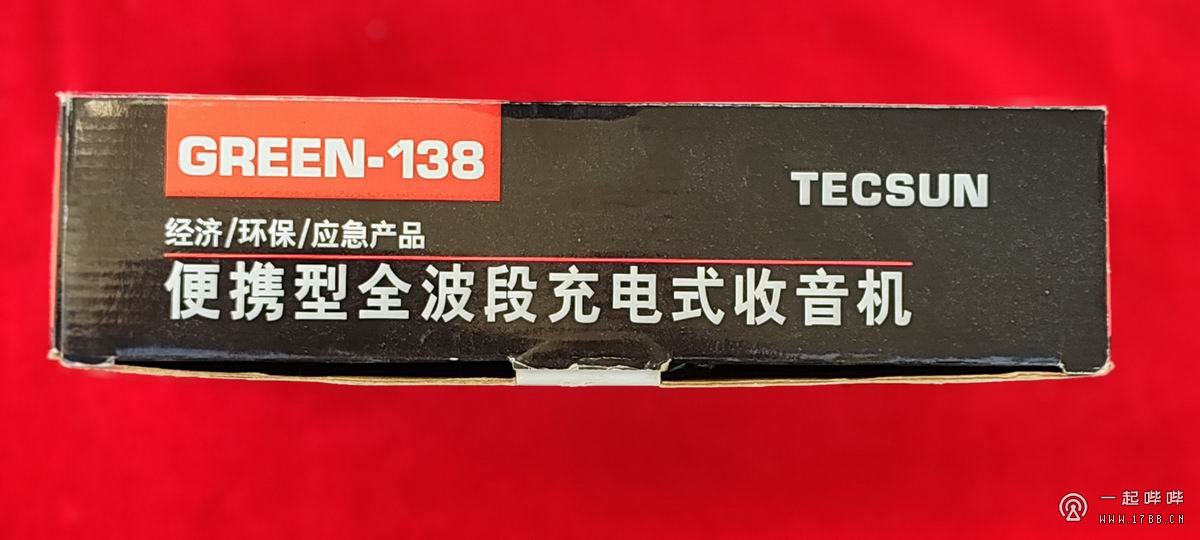 GREEN-138
TECSUN
经济/环保/应急产品
便携型全波段充电式收音机
一起哔哔
WWW.17BB.CN